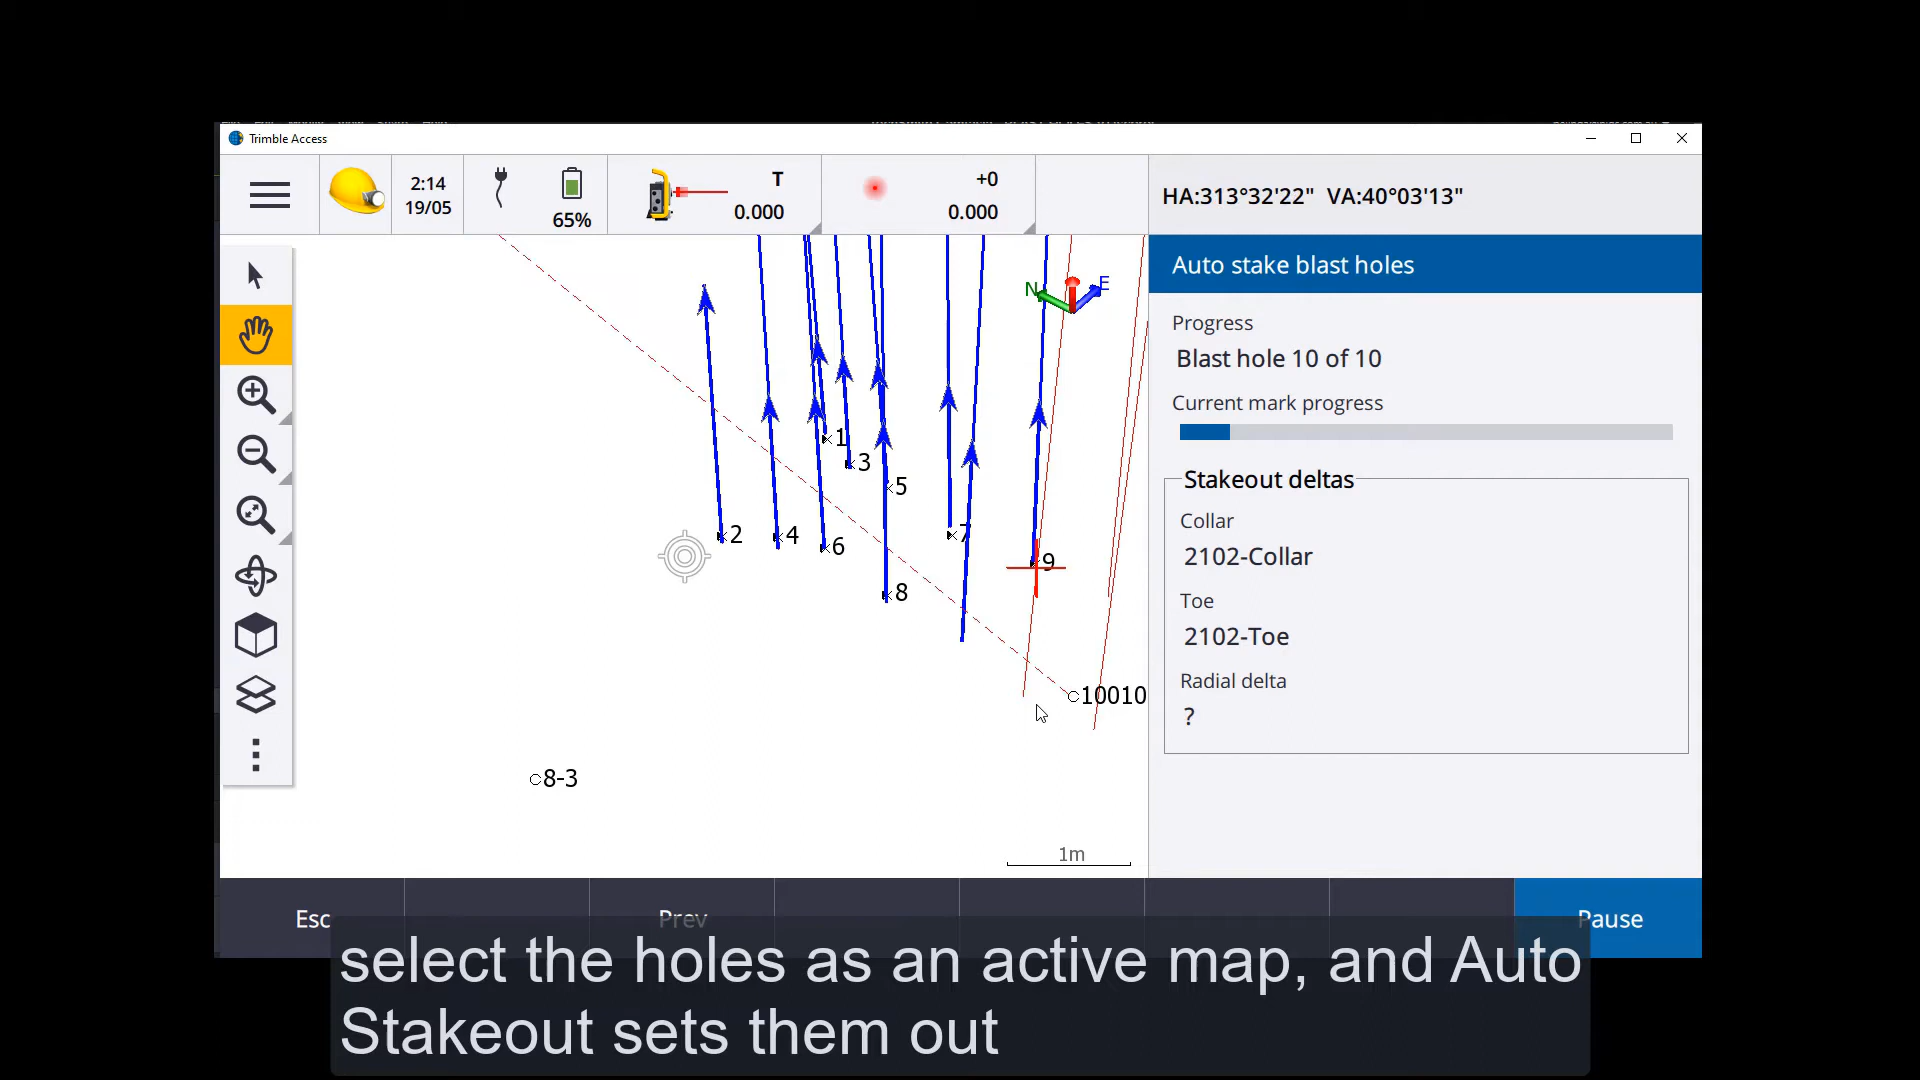 Trimble Access
2:14
19/05
65%
T
0.000
+0
0.000
HA:313°32'22" VA:40°03'13"
Auto stake blast holes
Progress
Blast hole 10 of 10
Current mark progress
Stakeout deltas
Collar
2102-Collar
Toe
2102-Toe
Radial delta
?
N
E
1
3
5
2
4
6
7
9
8
10010
8-3
1m
Esc
Prev
Pause
select the holes as an active map, and Auto
Stakeout sets them out